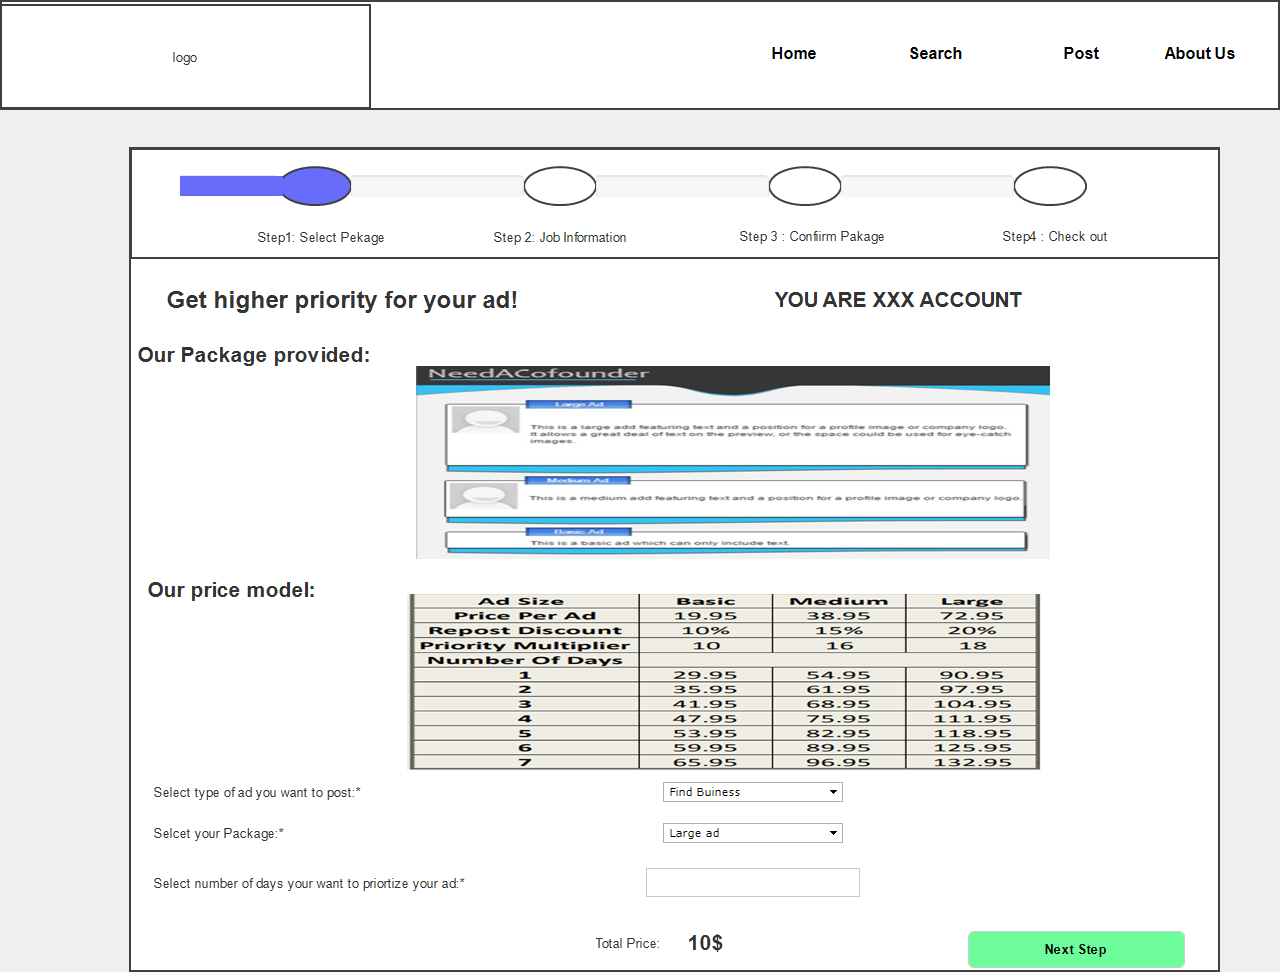 logo
Home Search Post About Us
Step1: Select Pekage
Step 2: Job Information
Step 3 : Confiirm Pakage
Step4 : Check out
Get higher priority for your ad!
YOU ARE XXX ACCOUNT
Our Package provided:
NeedACofounder
Large Ad
This is a large add featuring text and a position for a profile image or company logo.
It allows a great deal of text on the preview, or the space could be used for eye-catch
images.
Medium Ad
This is a medium add featuring text and a position for a profile image or company logo.
Basic Ad
This is a basic ad which can only include text.
Our price model:
Ad Size Basic Medium Large
Price Per Ad 19.95 38.95 72.95
Repost Discount 10% 15% 20%
Priority Multiplier 10 16 18
Number Of Days
1 29.95 54.95 90.95
2 35.95 61.95 97.95
3 41.95 68.95 104.95
4 47.95 75.95 111.95
5 53.95 82.95 118.95
6 59.95 89.95 125.95
7 65.95 96.95 132.95
Select type of ad you want to post:* Find Buiness
Selcet your Package:* Large ad
Select number of days your want to priortize your ad:*
Total Price: 10$
Next Step